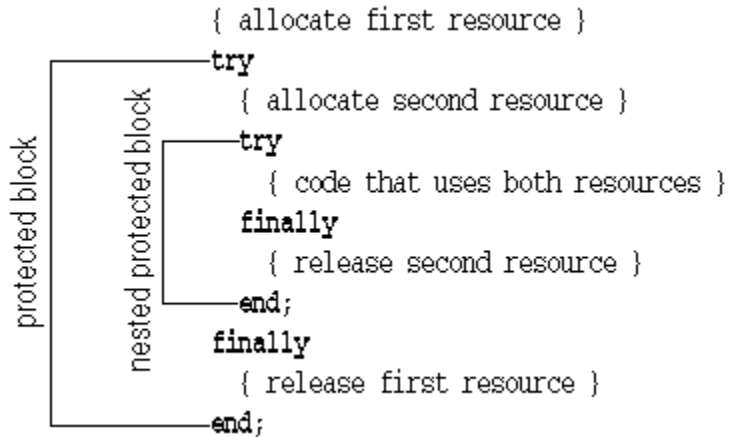 { allocate first resource }
try
{ allocate second resource }
try
{ code that uses both resources }
finally
{ release second resource }
end;
finally
{ release first resource }
end;
protected block
nested protected block